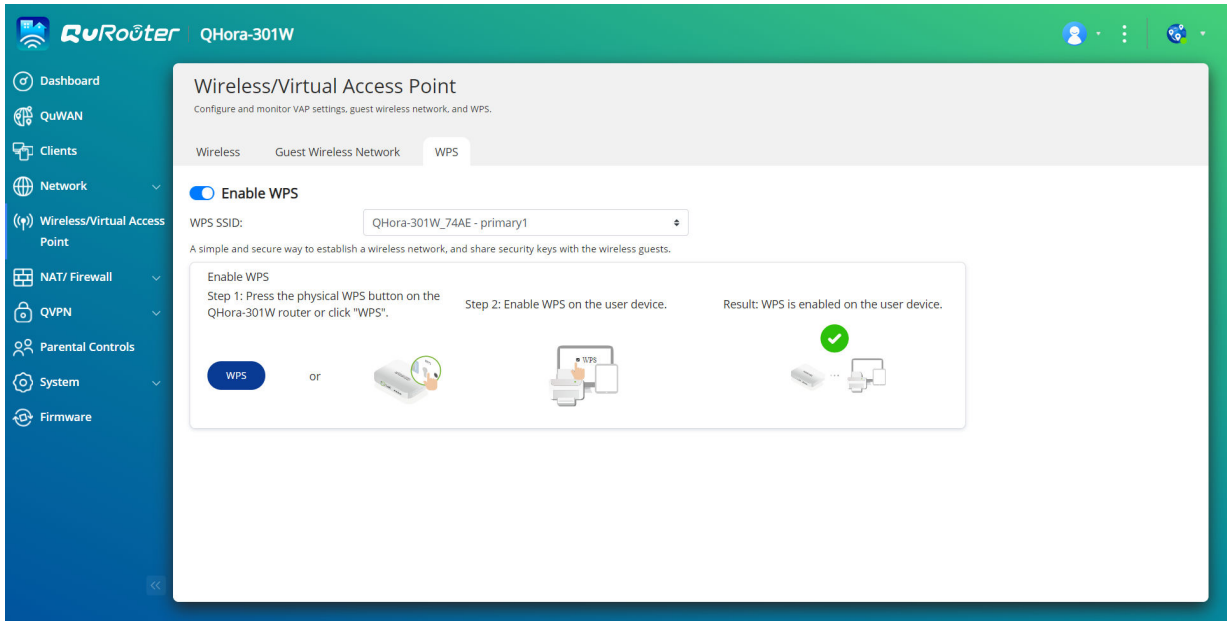 QuRoûter QHora-301W
Dashboard
QuWAN
Clients
Network
Wireless/Virtual Access
Point
NAT/ Firewall
QVPN
Parental Controls
System
Firmware
Wireless/Virtual Access Point
Configure and monitor VAP settings, guest wireless network, and WPS.
Wireless Guest Wireless Network WPS
Enable WPS
WPS SSID: QHora-301W_74AE - primary1
A simple and secure way to establish a wireless network, and share security keys with the wireless guests.
Enable WPS
Step 1: Press the physical WPS button on the
QHora-301W router or click "WPS".
Step 2: Enable WPS on the user device.
Result: WPS is enabled on the user device.
WPS or
WPS